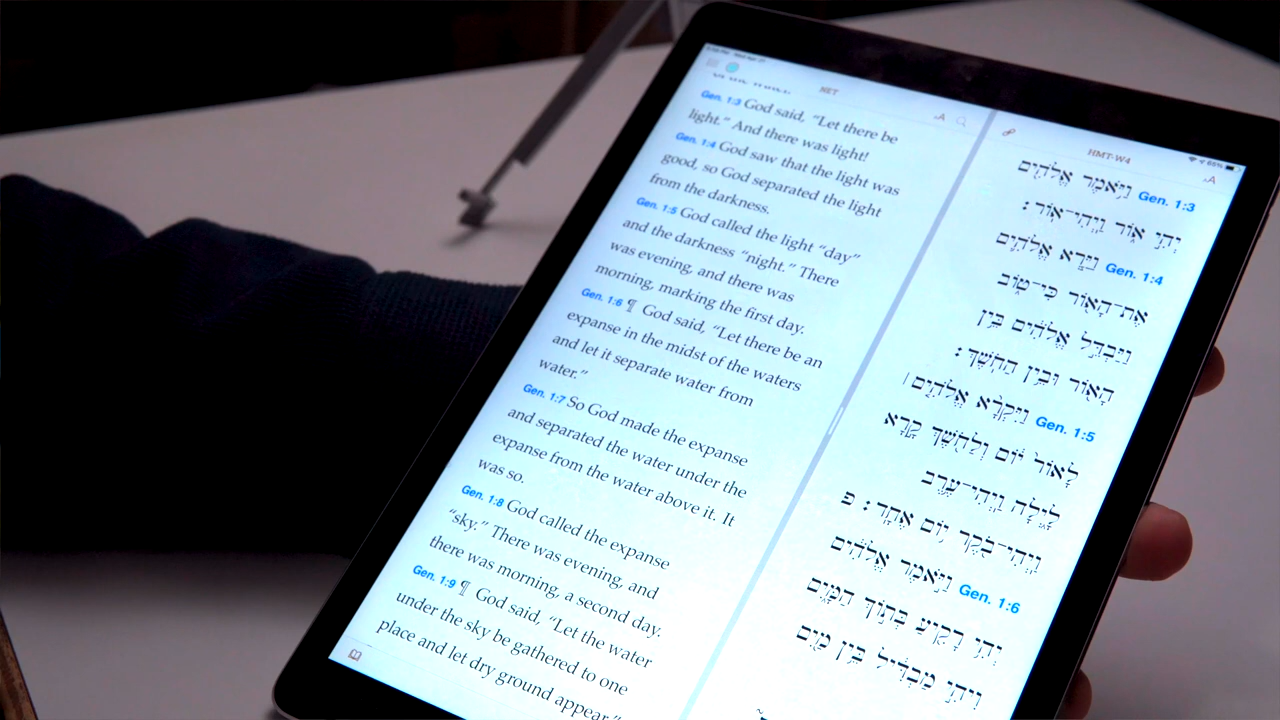 NET
Gen. 1:3 God said, “Let there be
light.” And there was light!
Gen. 1:4 God saw that the light was
good, so God separated the light
from the darkness.
Gen. 1:5 God called the light “day”
and the darkness “night.” There
was evening, and there was
morning, marking the first day.
Gen. 1:6 ¶ God said, “Let there be an
expanse in the midst of the waters
and let it separate water from
water.”
Gen. 1:7 So God made the expanse
and separated the water under the
expanse from the water above it. It
was so.
Gen. 1:8 God called the expanse
“sky.” There was evening, and
there was morning, a second day.
Gen. 1:9 ¶ God said, “Let the water
under the sky be gathered to one
place and let dry ground appear.”
HMT-W4
65%
Gen. 1:3 וַיֹּ֥אמֶר אֱלֹהִ֖ים
יְהִ֣י א֑וֹר וַֽיְהִי־אֽוֹר׃
Gen. 1:4 וַיַּ֧רְא אֱלֹהִ֛ים
אֶת־הָא֖וֹר כִּי־ט֑וֹב
וַיַּבְדֵּ֣ל אֱלֹהִ֔ים בֵּ֥ין
הָא֖וֹר וּבֵ֥ין הַחֹֽשֶׁךְ׃
Gen. 1:5 וַיִּקְרָ֨א אֱלֹהִ֤ים׀
לָאוֹר֙ י֔וֹם וְלַחֹ֖שֶׁךְ קָ֣רָא
לָ֑יְלָה וַֽיְהִי־עֶ֥רֶב
וַֽיְהִי־בֹ֖קֶר י֥וֹם אֶחָֽד׃ פ
Gen. 1:6 וַיֹּ֣אמֶר אֱלֹהִ֔ים
יְהִ֥י רָקִ֖יעַ בְּת֣וֹךְ הַמָּ֑יִם
וִיהִ֣י מַבְדִּ֔יל בֵּ֥ין מַ֖יִם